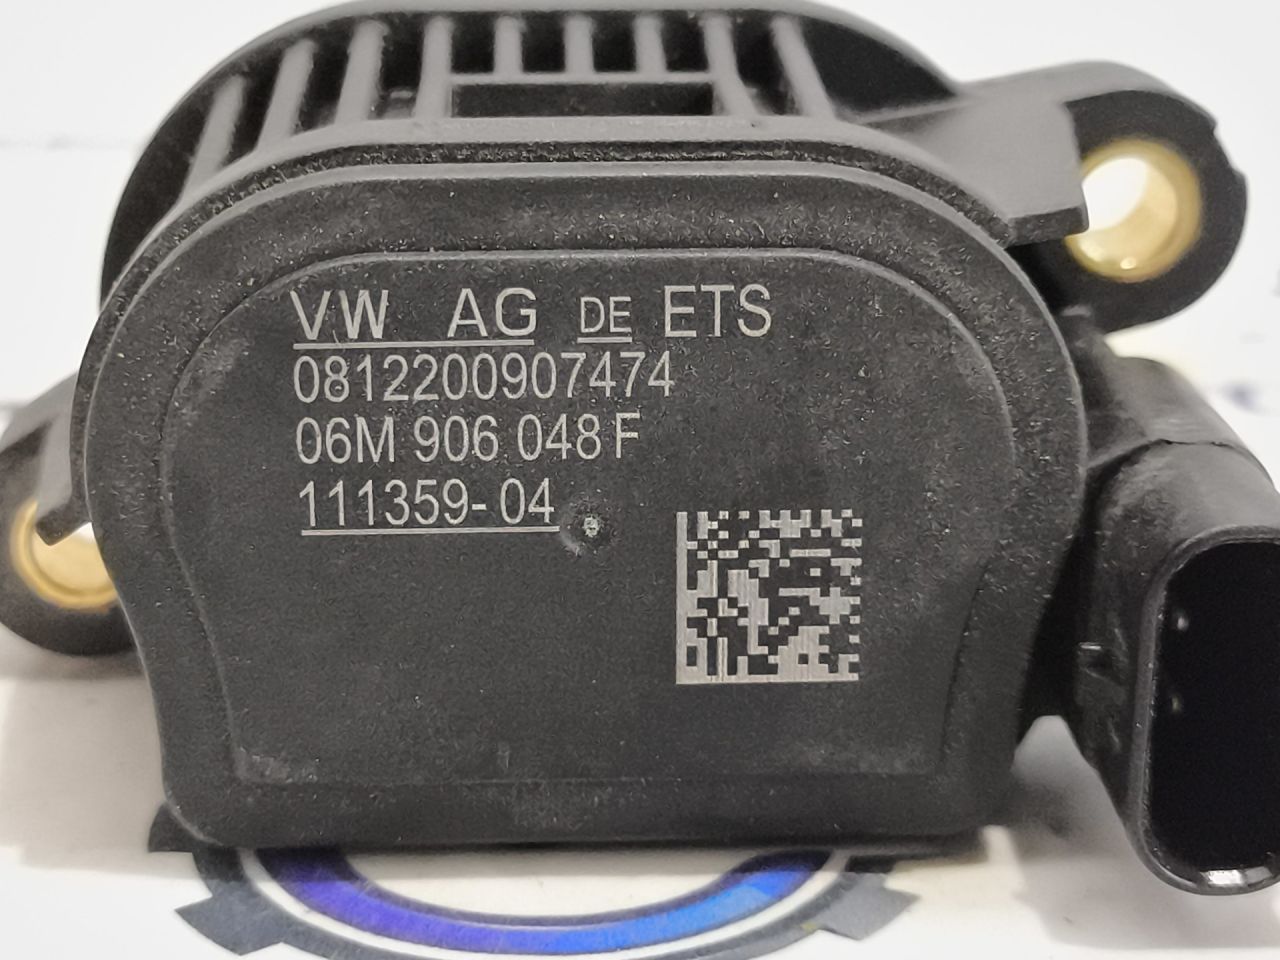 VW AG DE ETS
0812200907474
06M 906 048 F
111359-04